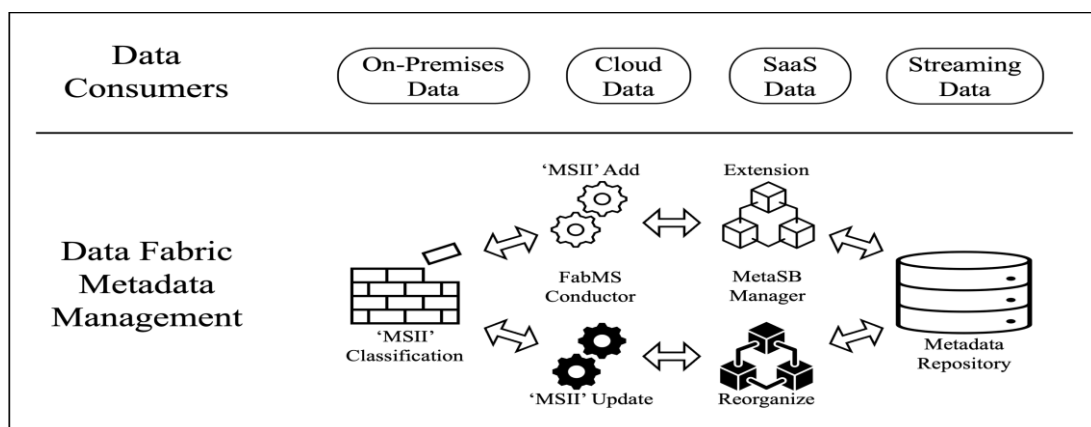 Data
Consumers
On-Premises
Data
Cloud
Data
SaaS
Data
Streaming
Data
Data Fabric
Metadata
Management
‘MSII’
Classification
‘MSII’ Add
FabMS
Conductor
‘MSII’ Update
Extension
MetaSB
Manager
Reorganize
Metadata
Repository